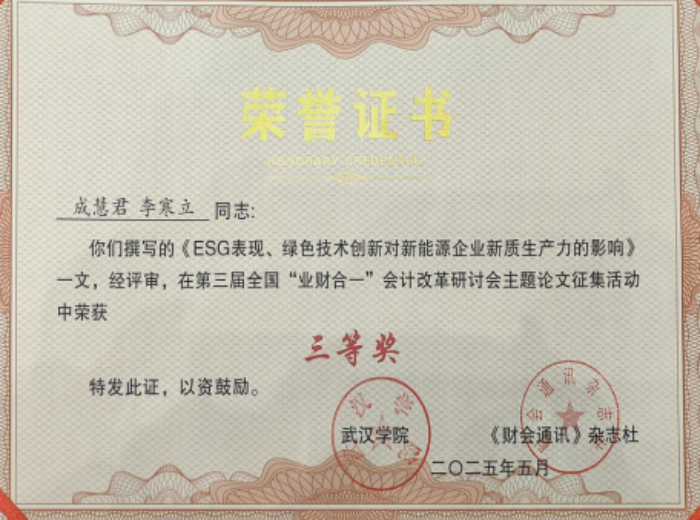 荣誉证书
HONORARY CREDENTIAL
成慧君 李寒立 同志:
你们撰写的《ESG表现、绿色技术创新对新能源企业新质生产力的影响》
一文，经评审，在第三届全国“业财合一”会计改革研讨会主题论文征集活动
中荣获
三等奖
特发此证，以资鼓励。
武汉学院 《财会通讯》杂志社
二〇二五年五月